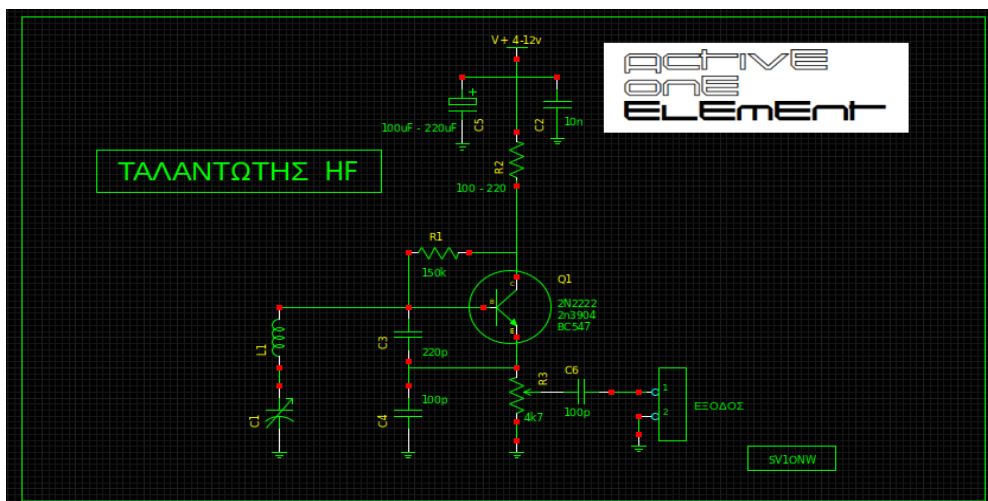 V+ 4-12v
ACTIVE
ONE
ELEMENT
+
100uF - 220uF
C5
C2
10n
ΤΑΛΑΝΤΩΤΗΣ HF
R2
100 - 220
R1
150k
Q1
C
B
E
2N2222
2n3904
BC547
L1
C3
220p
C1
C4
100p
R3
4k7
C6
100p
1
2
ΕΞΟΔΟΣ
SV1ONW